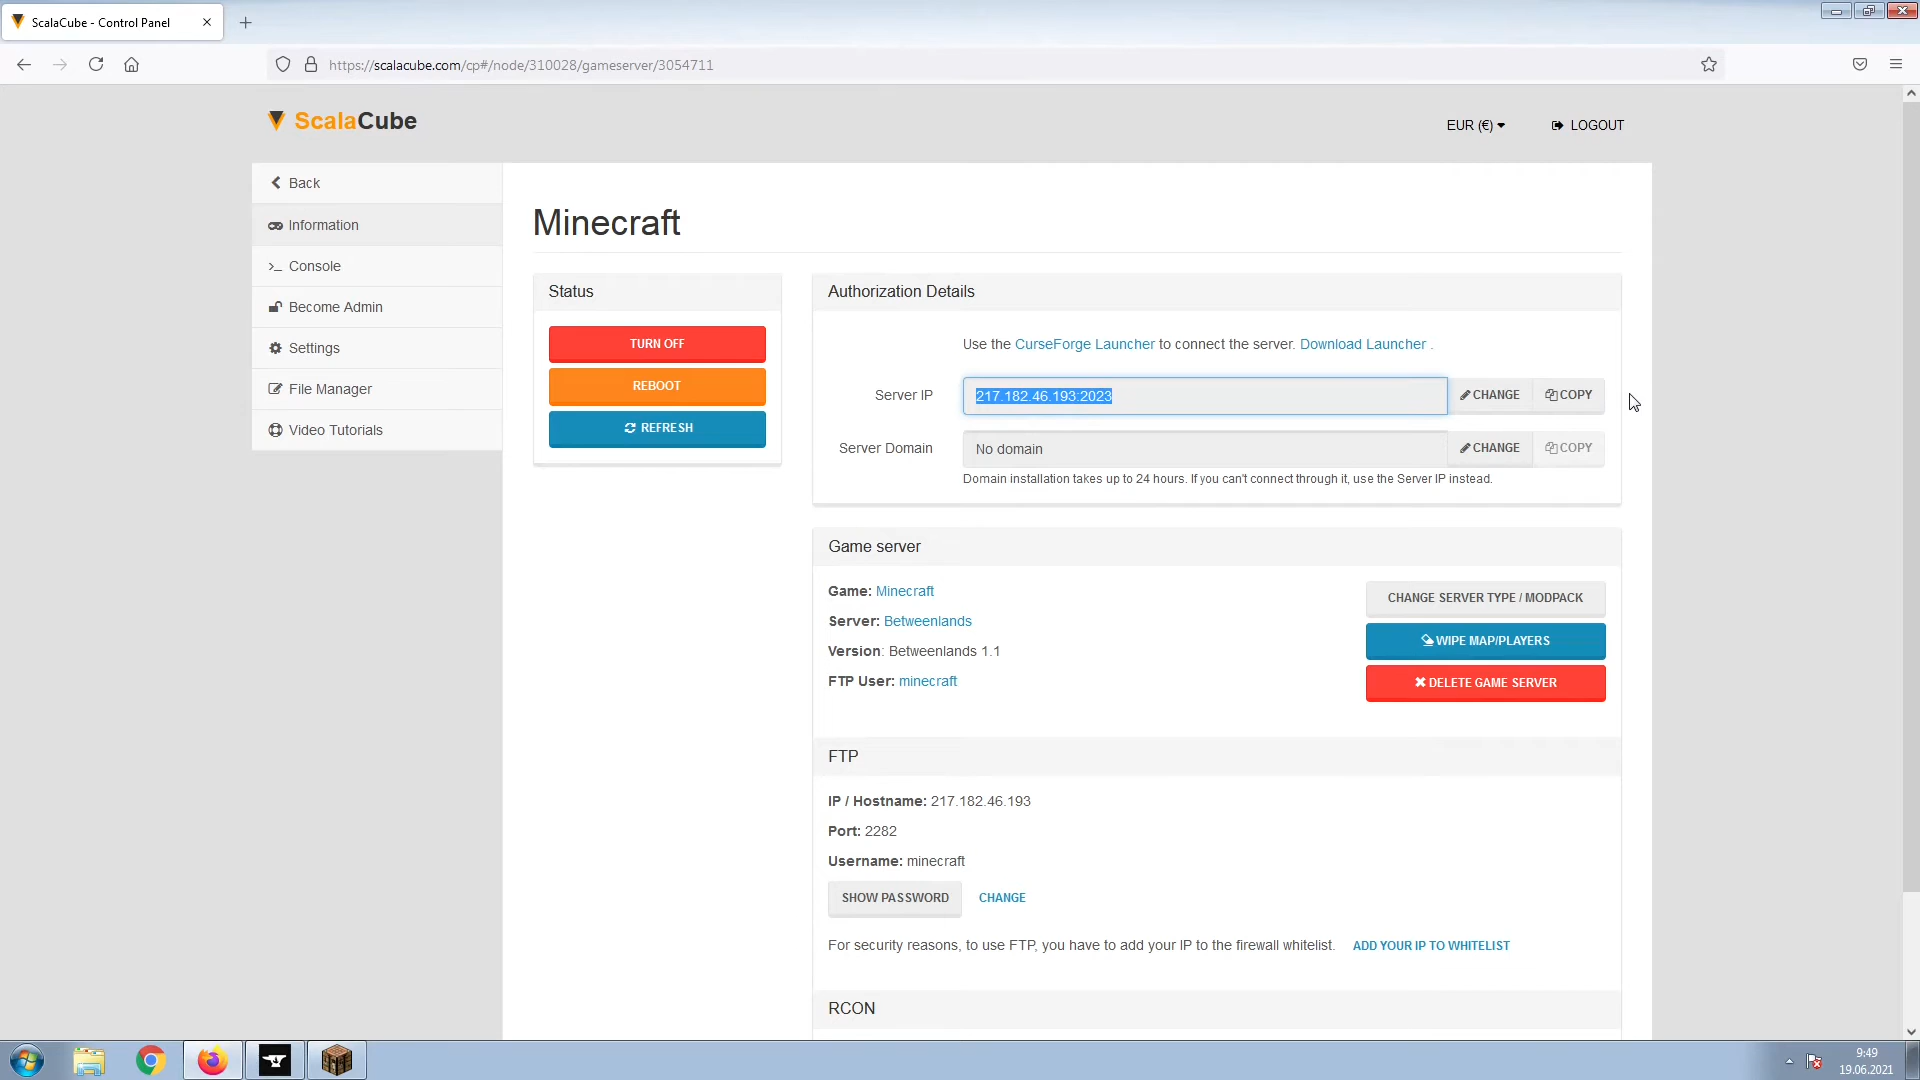 ScalaCube - Control Panel
https://scalacube.com/cp#/node/310028/gameserver/3054711
ScalaCube
EUR (€)
LOGOUT
Back
Information
Console
Become Admin
Settings
File Manager
Video Tutorials
Minecraft
Status
TURN OFF
REBOOT
REFRESH
Authorization Details
Use the CurseForge Launcher to connect the server. Download Launcher .
Server IP 217.182.46.193:2023 CHANGE COPY
Server Domain No domain CHANGE COPY
Domain installation takes up to 24 hours. If you can't connect through it, use the Server IP instead.
Game server
Game: Minecraft
Server: Betweenlands
Version: Betweenlands 1.1
FTP User: minecraft
CHANGE SERVER TYPE / MODPACK
WIPE MAP/PLAYERS
DELETE GAME SERVER
FTP
IP / Hostname: 217.182.46.193
Port: 2282
Username: minecraft
SHOW PASSWORD CHANGE
For security reasons, to use FTP, you have to add your IP to the firewall whitelist. ADD YOUR IP TO WHITELIST
RCON
9:49
19.06.2021